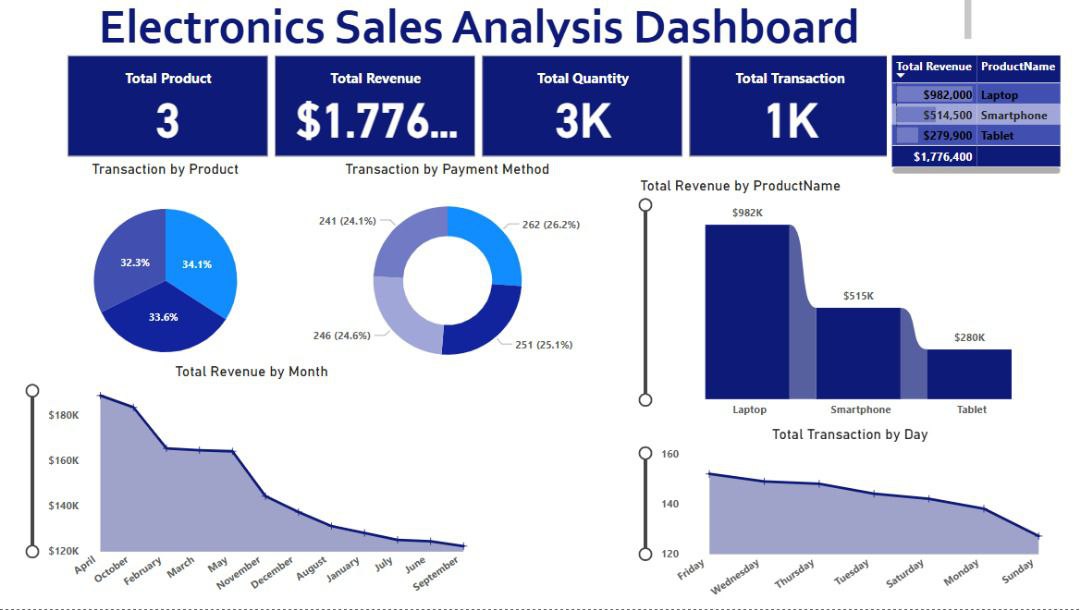 Electronics Sales Analysis Dashboard
Total Product
3
Total Revenue
$1.776...
Total Quantity
3K
Total Transaction
1K
Total Revenue ProductName
$982,000 Laptop
$514,500 Smartphone
$279,900 Tablet
$1,776,400
Transaction by Product
32.3%
34.1%
33.6%
Transaction by Payment Method
241 (24.1%)
262 (26.2%)
246 (24.6%)
251 (25.1%)
Total Revenue by ProductName
$982K
$515K
$280K
Laptop
Smartphone
Tablet
Total Revenue by Month
$180K
$160K
$140K
$120K
April
October
February
March
May
November
December
August
January
July
June
September
Total Transaction by Day
160
140
120
Friday
Wednesday
Thursday
Tuesday
Saturday
Monday
Sunday